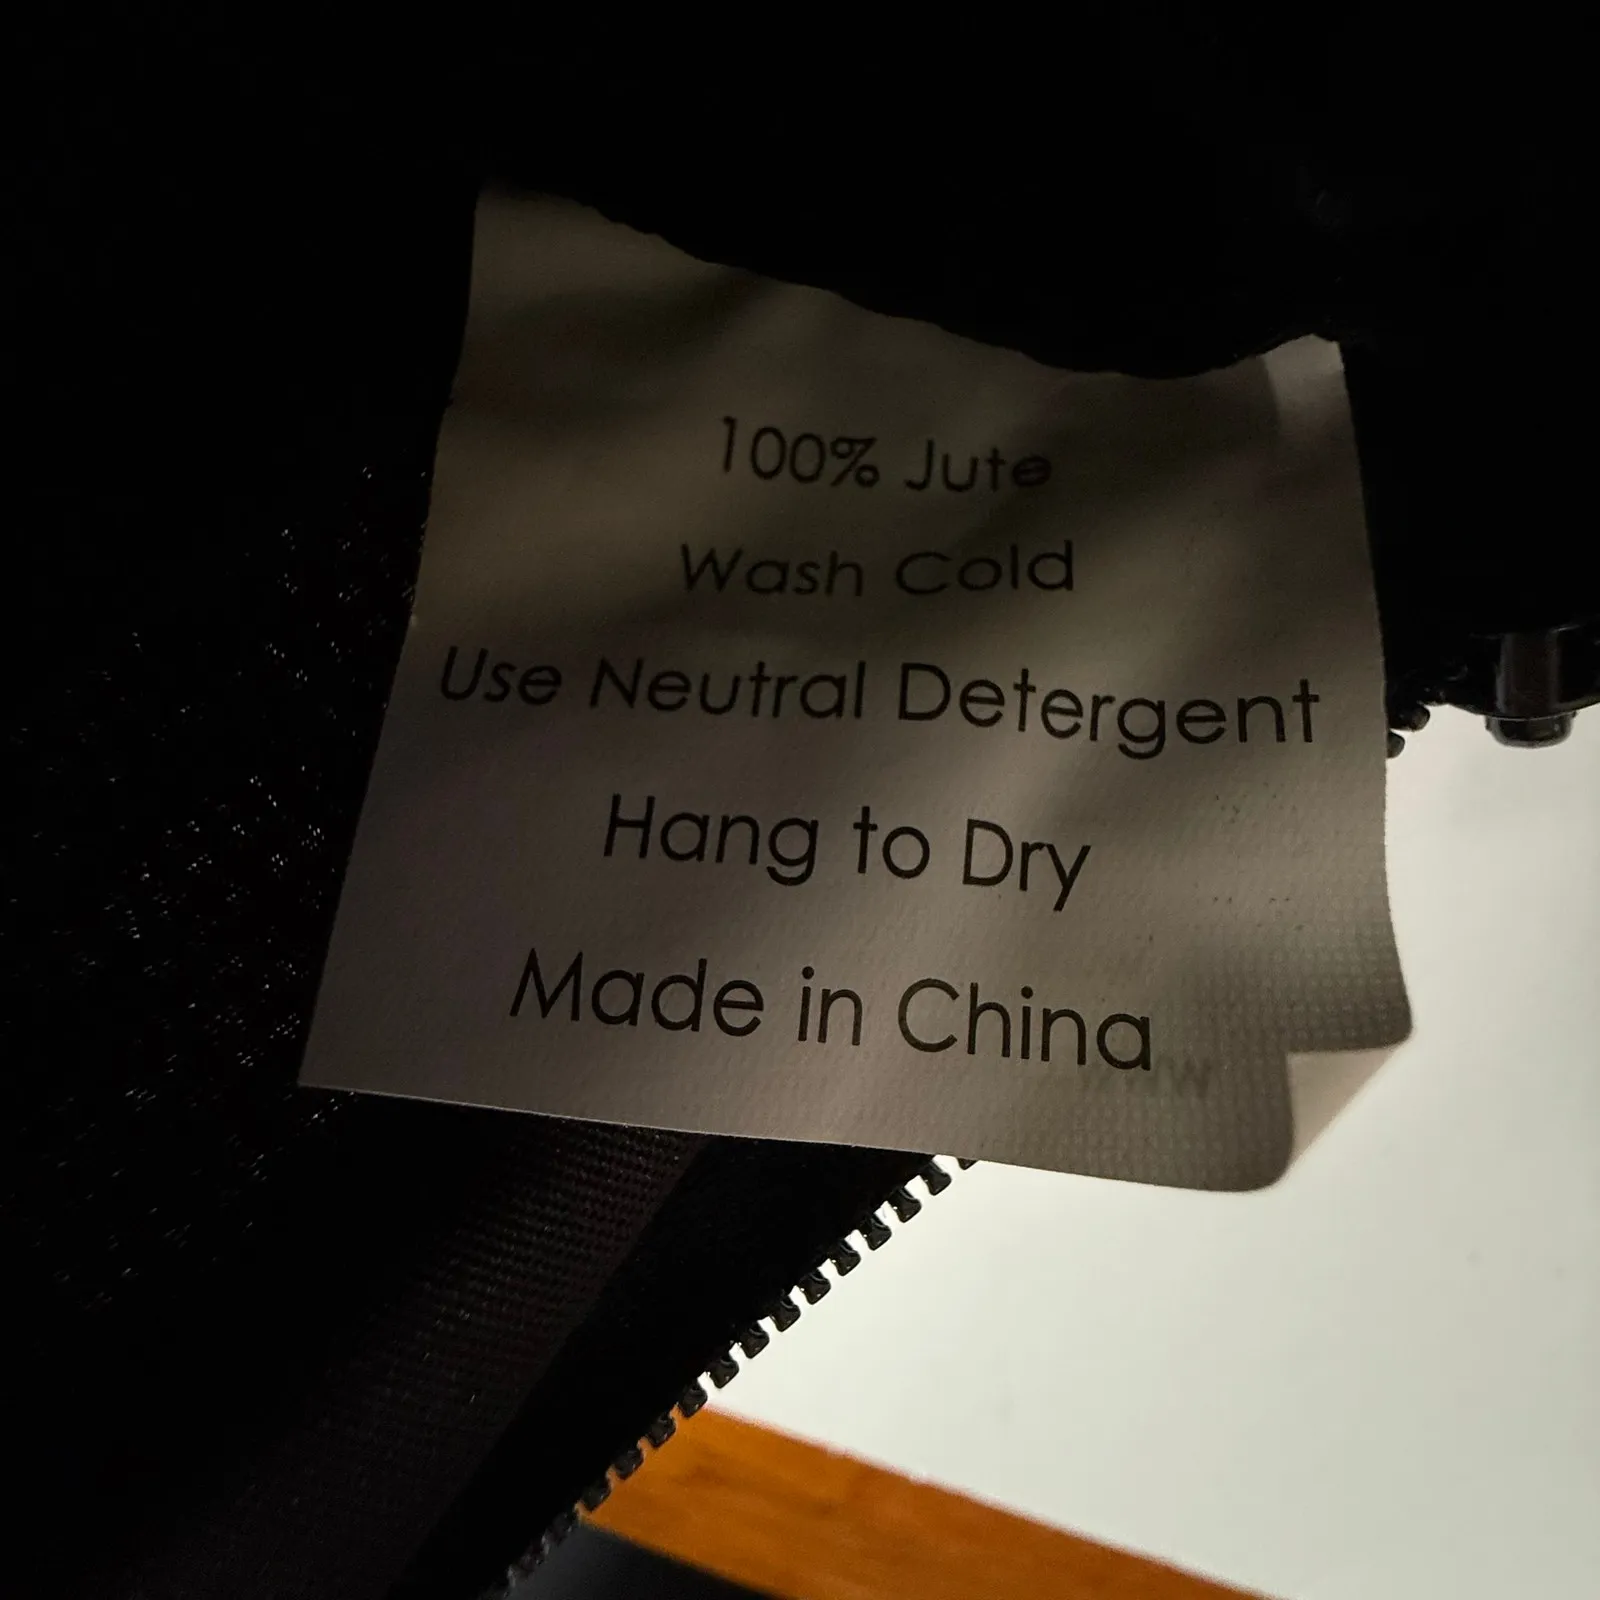 100% Jute
Wash Cold
Use Neutral Detergent
Hang to Dry
Made in China